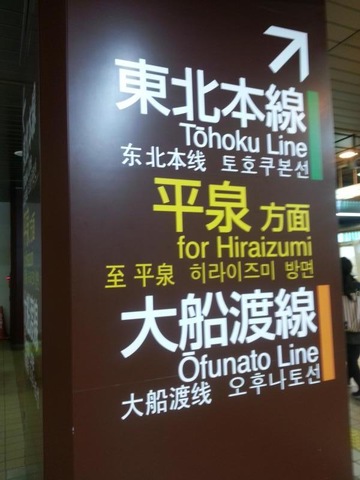 東北本線
Tōhoku Line
东北本线 토호쿠본선
平泉 方面
for Hiraizumi
至 平泉 히라이즈미 방면
大船渡線
Ōfunato Line
大船渡线 오후나토선